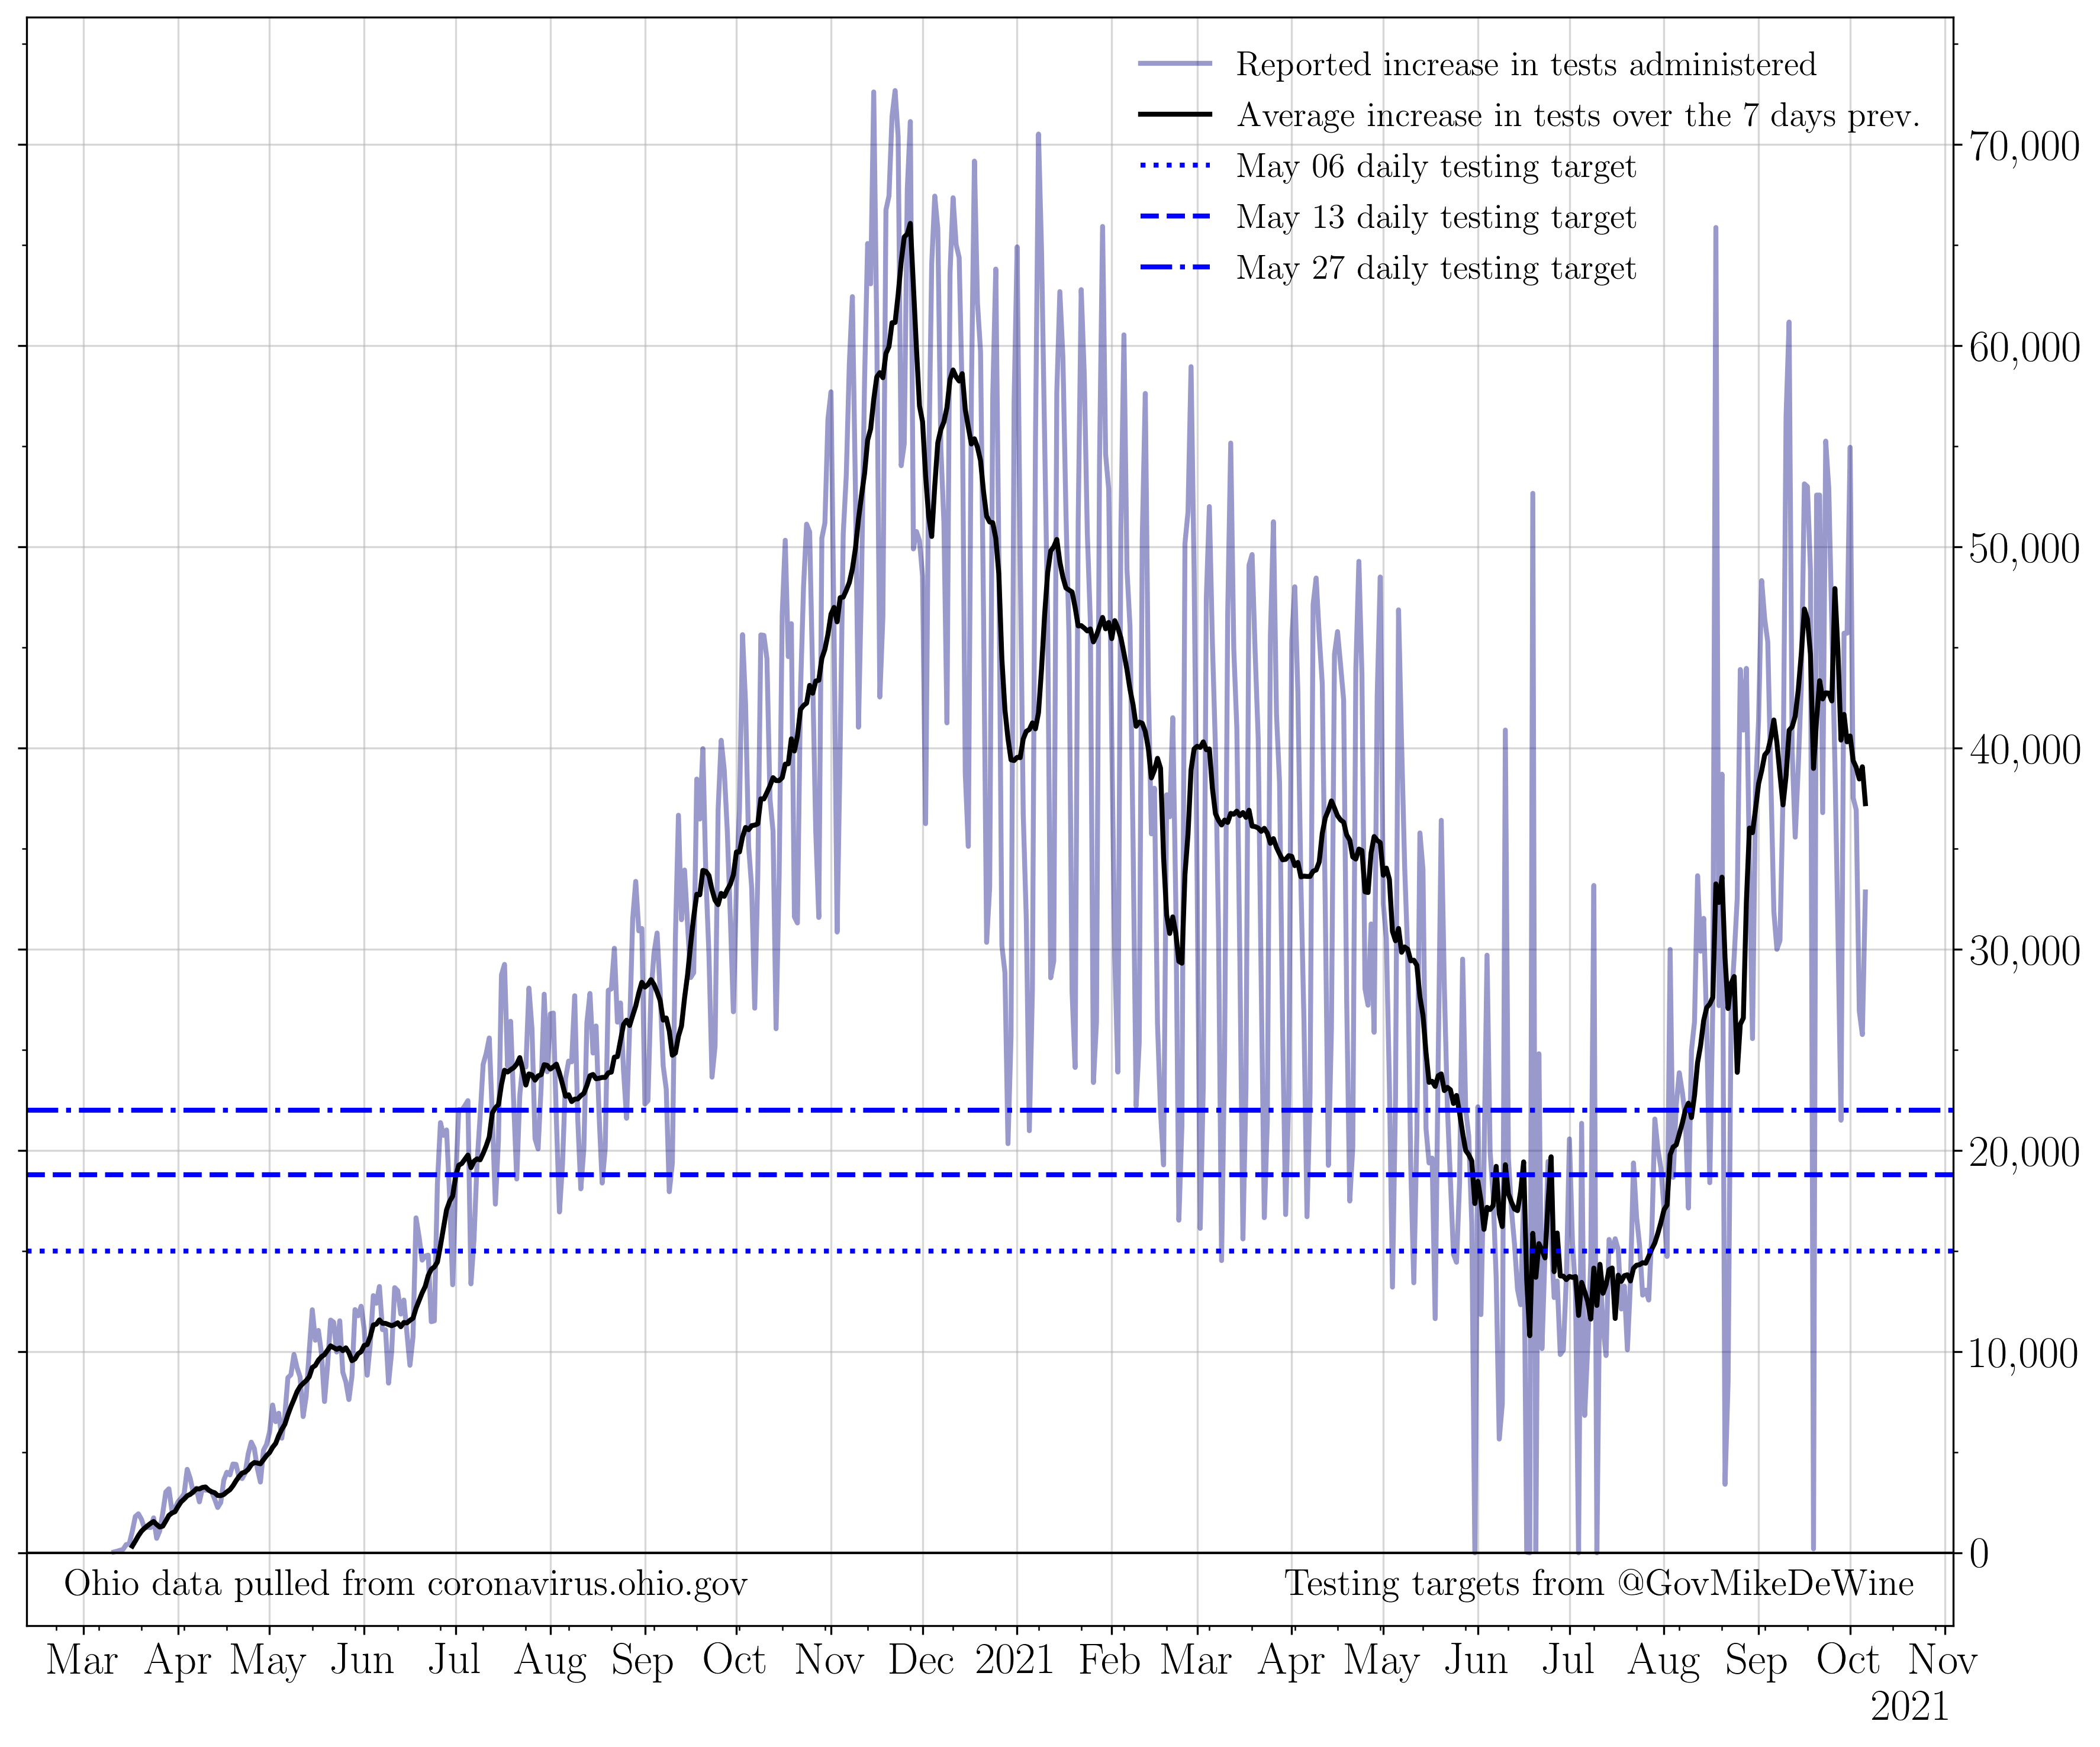 Reported increase in tests administered
Average increase in tests over the 7 days prev.
May 06 daily testing target
May 13 daily testing target
May 27 daily testing target
70,000
60,000
50,000
40,000
30,000
20,000
10,000
0
Ohio data pulled from coronavirus.ohio.gov
Testing targets from @GovMikeDeWine
Mar Apr May Jun Jul Aug Sep Oct Nov Dec 2021 Feb Mar Apr May Jun Jul Aug Sep Oct Nov
2021